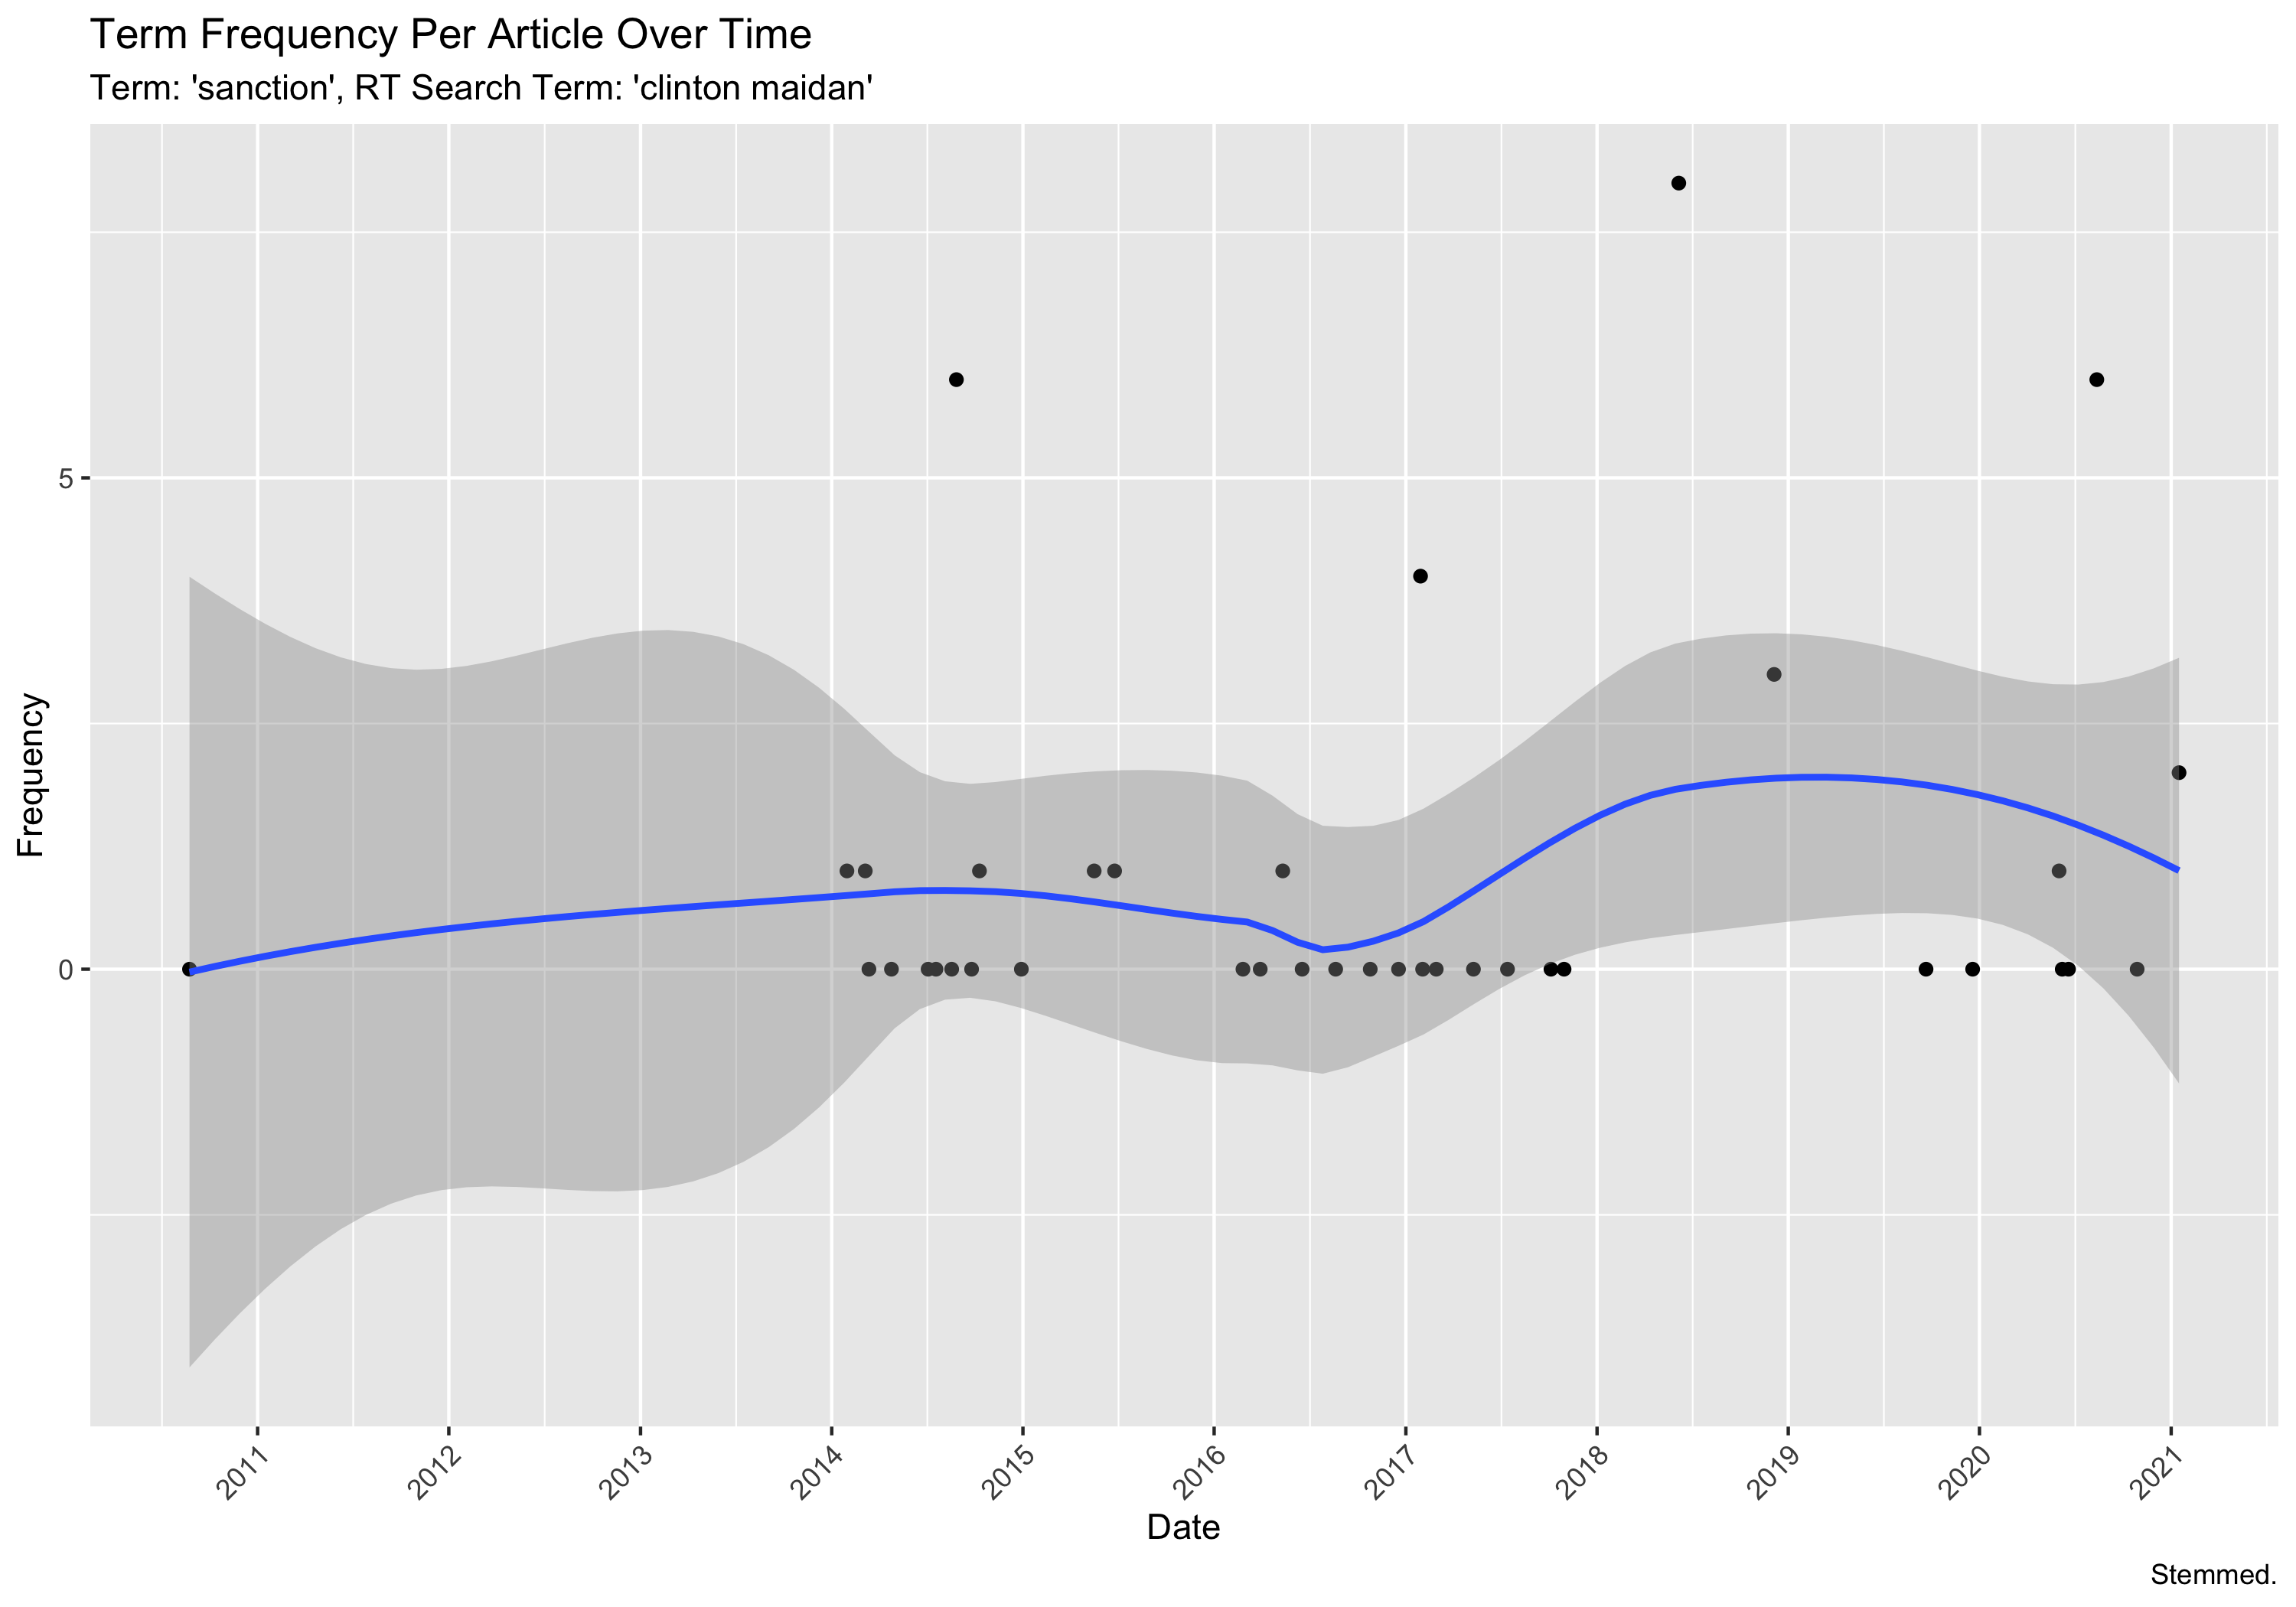 Term Frequency Per Article Over Time
Term: 'sanction', RT Search Term: 'clinton maidan'
Frequency
5
0
2011
2012
2013
2014
2015
2016
2017
2018
2019
2020
2021
Date
Stemmed.